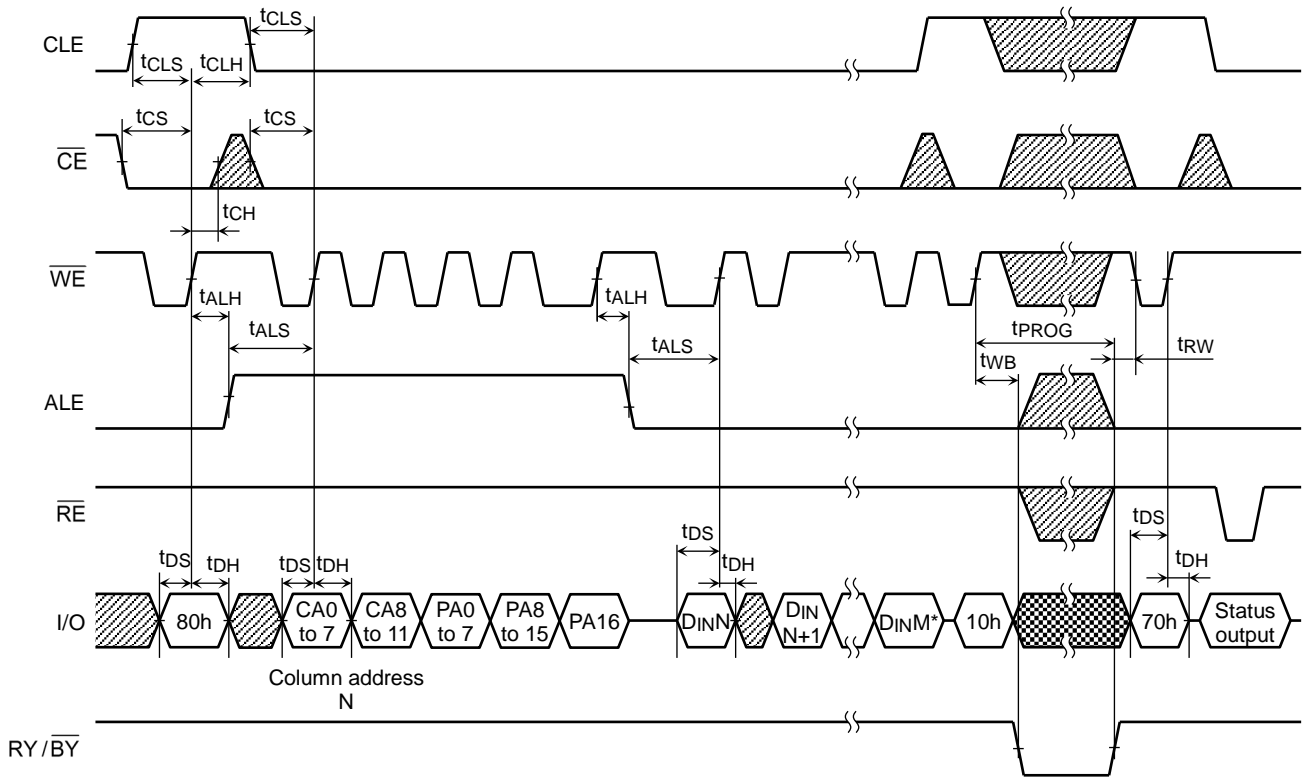 tCLS
CLE
tCLS tCLH
tCS tCS
CE
tCH
WE
tALH tALH
tALS tALS
tPROG
tWB tRW
ALE
RE
tDS tDH tDS tDH tDS tDH tDS tDH
I/O
80h
CA0
to 7
CA8
to 11
PA0
to 7
PA8
to 15
PA16
DINN
DIN
N+1
DINM*
10h
70h
Status
output
Column address
N
RY/BY